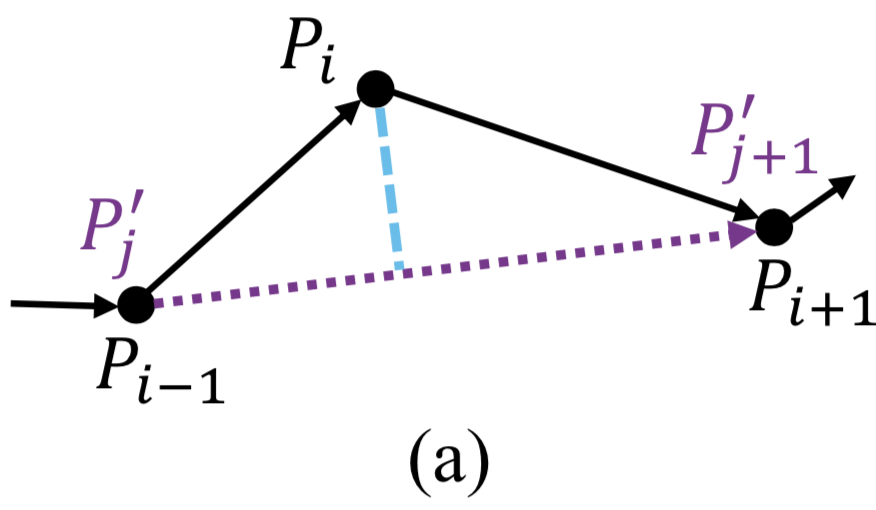 P_i
P'_{j+1}
P'_j
P_{i+1}
P_{i−1}
(a)